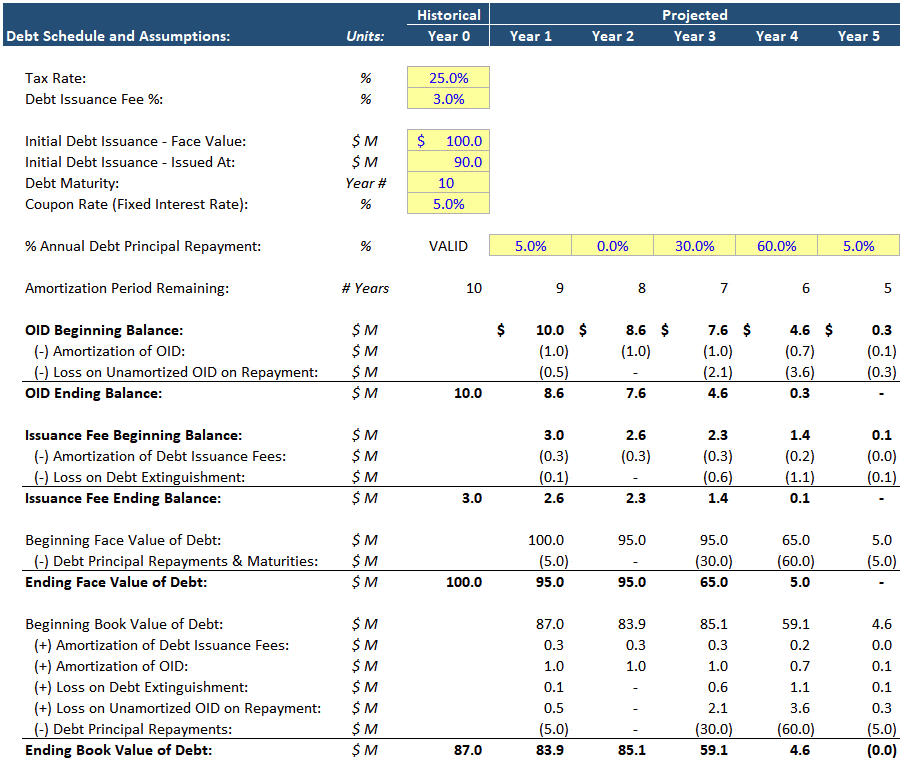 Historical Projected
Debt Schedule and Assumptions: Units: Year 0 Year 1 Year 2 Year 3 Year 4 Year 5
Tax Rate: % 25.0%
Debt Issuance Fee %: % 3.0%
Initial Debt Issuance - Face Value: $ M $ 100.0
Initial Debt Issuance - Issued At: $ M 90.0
Debt Maturity: Year # 10
Coupon Rate (Fixed Interest Rate): % 5.0%
% Annual Debt Principal Repayment: % VALID 5.0% 0.0% 30.0% 60.0% 5.0%
Amortization Period Remaining: # Years 10 9 8 7 6 5
OID Beginning Balance: $ M $ 10.0 $ 8.6 $ 7.6 $ 4.6 $ 0.3
(-) Amortization of OID: $ M (1.0) (1.0) (1.0) (0.7) (0.1)
(-) Loss on Unamortized OID on Repayment: $ M (0.5) - (2.1) (3.6) (0.3)
OID Ending Balance: $ M 10.0 8.6 7.6 4.6 0.3 -
Issuance Fee Beginning Balance: $ M 3.0 2.6 2.3 1.4 0.1
(-) Amortization of Debt Issuance Fees: $ M (0.3) (0.3) (0.3) (0.2) (0.0)
(-) Loss on Debt Extinguishment: $ M (0.1) - (0.6) (1.1) (0.1)
Issuance Fee Ending Balance: $ M 3.0 2.6 2.3 1.4 0.1 -
Beginning Face Value of Debt: $ M 100.0 95.0 95.0 65.0 5.0
(-) Debt Principal Repayments & Maturities: $ M (5.0) - (30.0) (60.0) (5.0)
Ending Face Value of Debt: $ M 100.0 95.0 95.0 65.0 5.0 -
Beginning Book Value of Debt: $ M 87.0 83.9 85.1 59.1 4.6
(+) Amortization of Debt Issuance Fees: $ M 0.3 0.3 0.3 0.2 0.0
(+) Amortization of OID: $ M 1.0 1.0 1.0 0.7 0.1
(+) Loss on Debt Extinguishment: $ M 0.1 - 0.6 1.1 0.1
(+) Loss on Unamortized OID on Repayment: $ M 0.5 - 2.1 3.6 0.3
(-) Debt Principal Repayments: $ M (5.0) - (30.0) (60.0) (5.0)
Ending Book Value of Debt: $ M 87.0 83.9 85.1 59.1 4.6 (0.0)